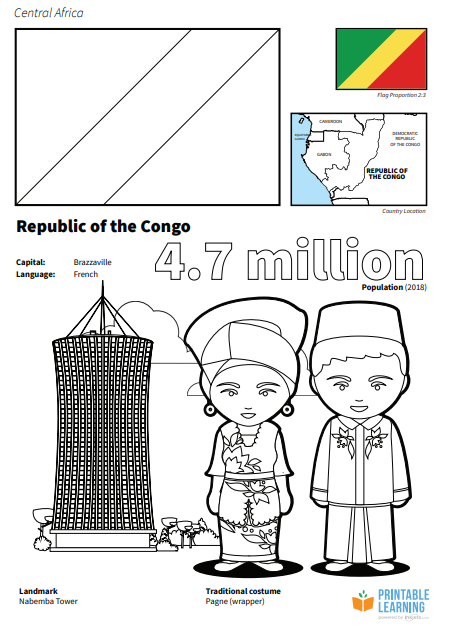 Central Africa
Flag Proportion 2:3
CAMEROON
DEMOCRATIC
REPUBLIC
OF THE CONGO
GABON
REPUBLIC OF
THE CONGO
Country Location
Republic of the Congo
4.7 million
Capital: Brazzaville
Language: French
Population (2018)
Landmark
Nabemba Tower
Traditional costume
Pagne (wrapper)
PRINTABLE
LEARNING
powered by